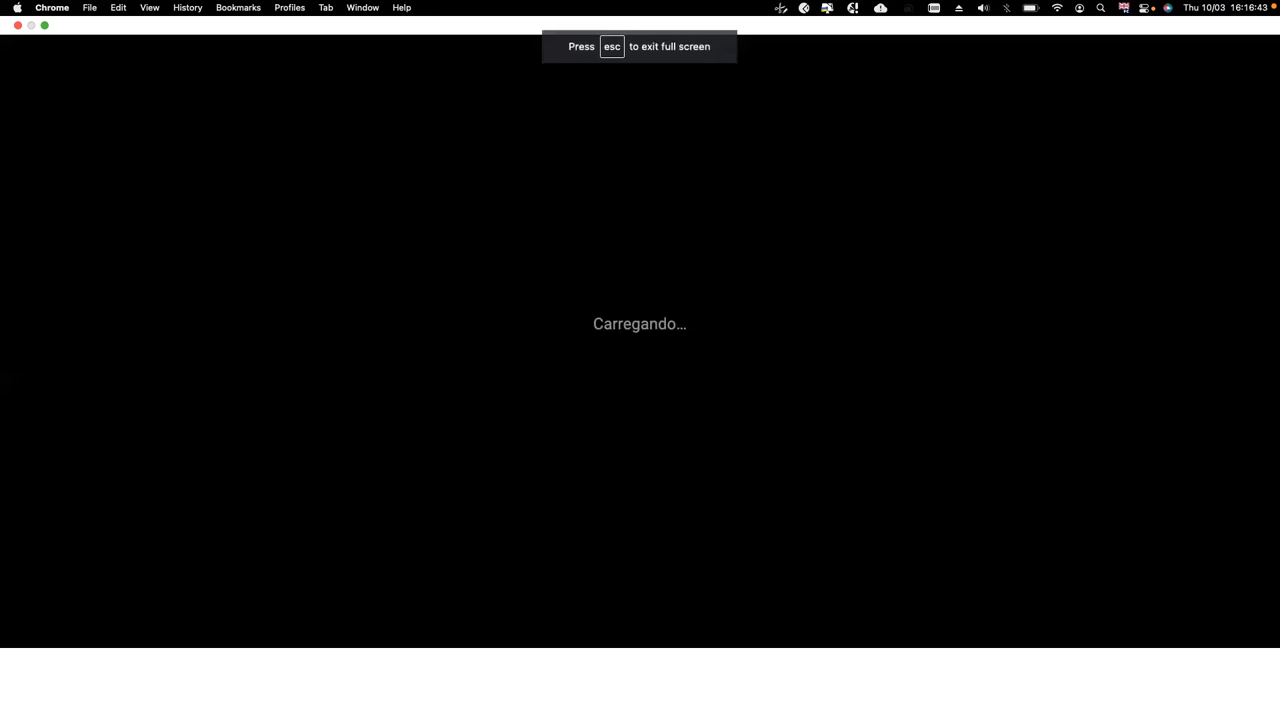 Chrome File Edit View History Bookmarks Profiles Tab Window Help Thu 10/03 16:16:43
Press esc to exit full screen
Carregando…